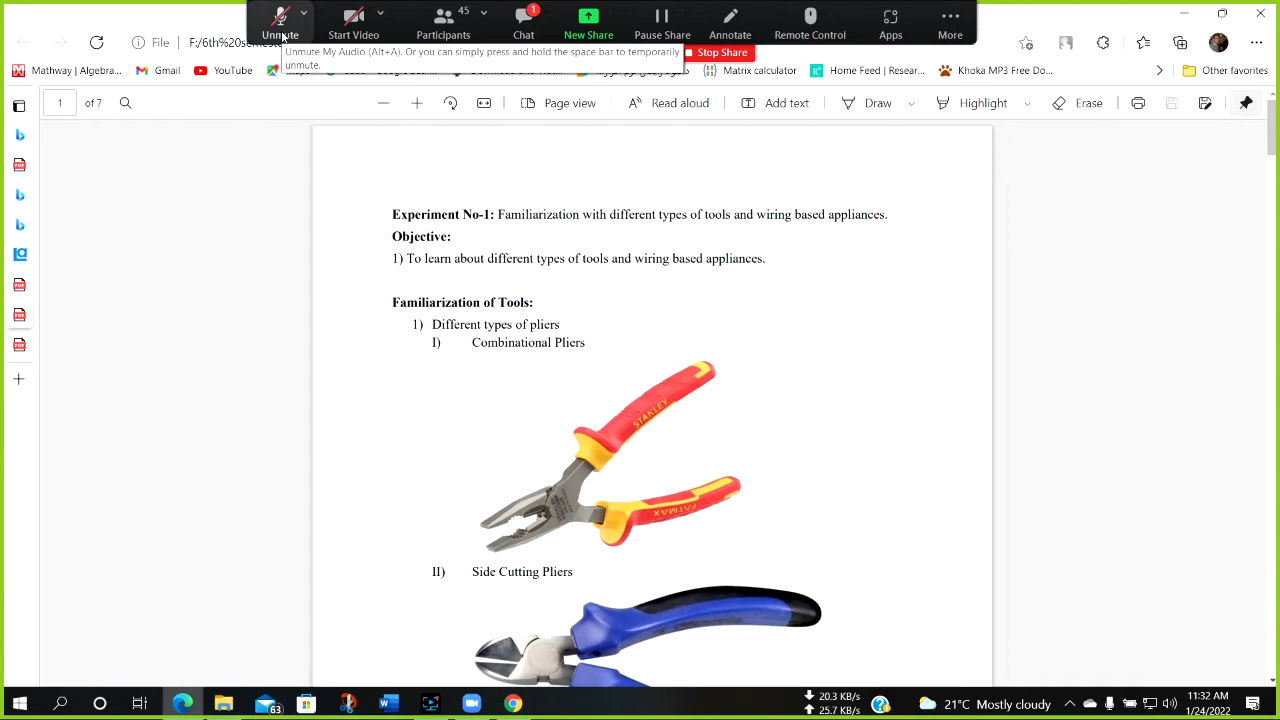 Unmute
Start Video
45
Participants
1
Chat
New Share
Pause Share
Annotate
Remote Control
Apps
More
File
F:/6th%20semest
Unmute My Audio (Alt+A). Or you can simply press and hold the space bar to temporarily
unmute.
Stop Share
Mathway | Algebra...
Gmail
YouTube
Matrix calculator
Home Feed | Resear...
Khoka MP3 Free Do...
Other favorites
1 of 7
Page view
Read aloud
Add text
Draw
Highlight
Erase
Experiment No-1: Familiarization with different types of tools and wiring based appliances.
Objective:
1) To learn about different types of tools and wiring based appliances.
Familiarization of Tools:
1) Different types of pliers
I) Combinational Pliers
STANLEY
FATMAX
II) Side Cutting Pliers
63
20.3 KB/s
25.7 KB/s
21°C Mostly cloudy
11:32 AM
1/24/2022